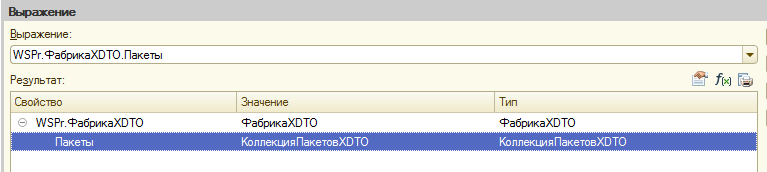 Выражение
Выражение:
WSPr.ФабрикаXDTO.Пакеты
Результат:
Свойство Значение Тип
WSPr.ФабрикаXDTO ФабрикаXDTO ФабрикаXDTO
Пакеты КоллекцияПакетовXDTO КоллекцияПакетовXDTO